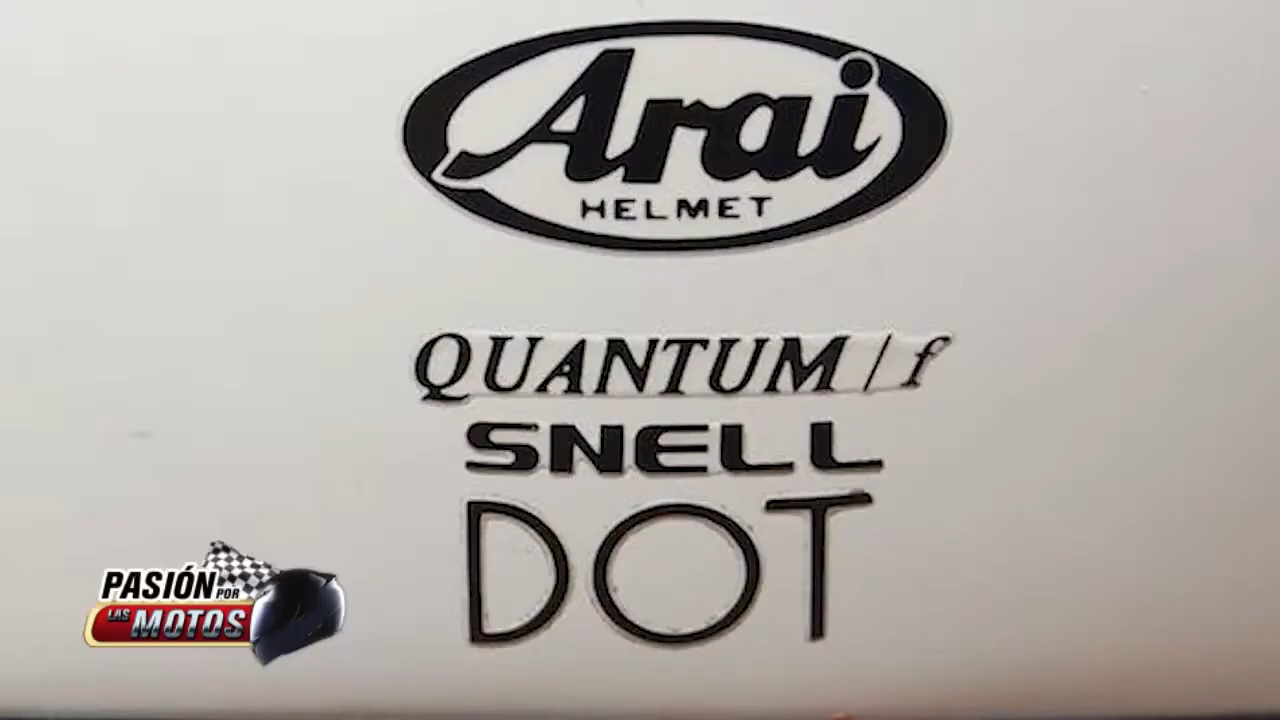 Arai
HELMET
QUANTUM/f
SNELL
DOT
PASIÓN POR
LAS MOTOS